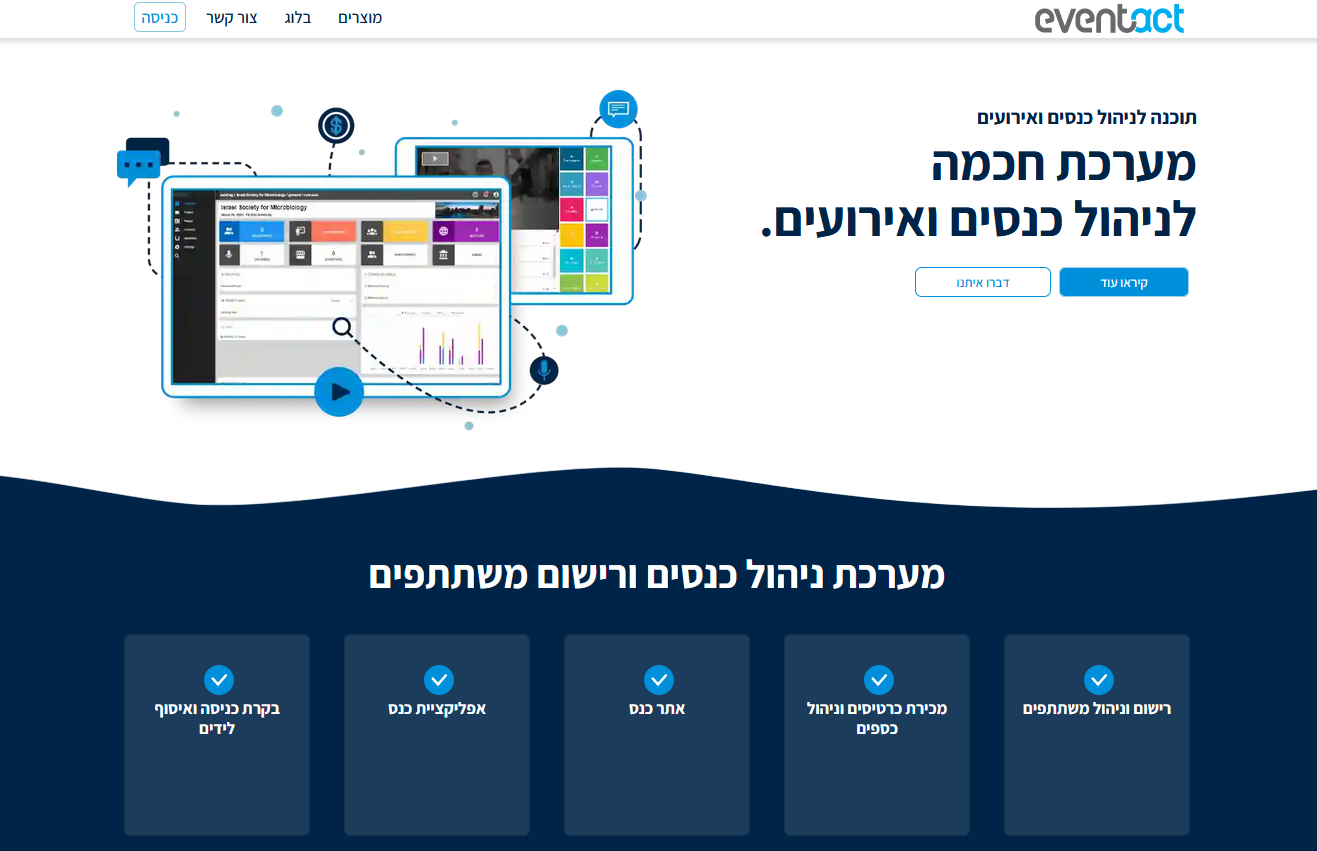 eventact
מוצרים
בלוג
צור קשר
כניסה
תוכנה לניהול כנסים ואירועים
מערכת חכמה
לניהול כנסים ואירועים.
קיראו עוד
דברו איתנו
Israel Society for Microbiology
מערכת ניהול כנסים ורישום משתתפים
רישום וניהול משתתפים
מכירת כרטיסים וניהול
כספים
אתר כנס
אפליקציית כנס
בקרת כניסה ואיסוף
לידים